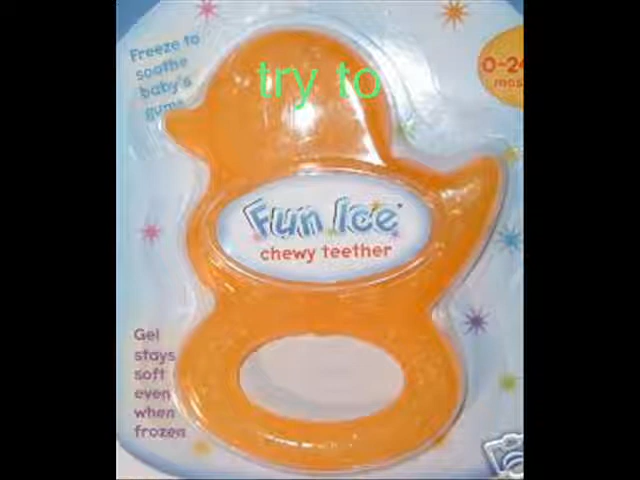 Freeze to
soothe
baby's
gums
try to
0-24
mos
Fun Ice
chewy teether
Gel
stays
soft
even
when
frozen